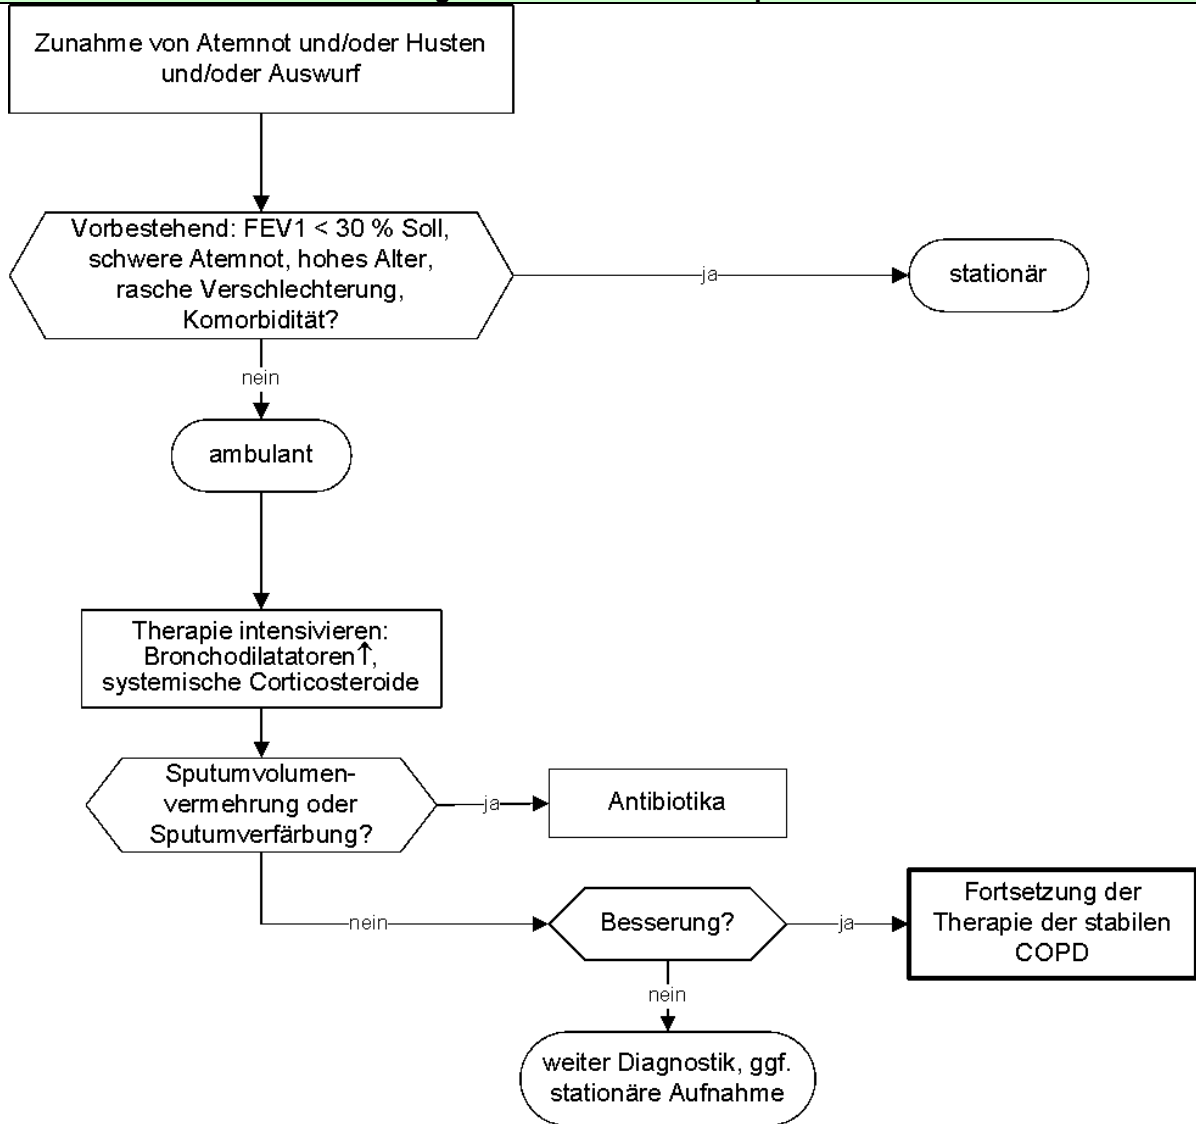 Zunahme von Atemnot und/oder Husten
und/oder Auswurf
Vorbestehend: FEV1 < 30 % Soll,
schwere Atemnot, hohes Alter,
rasche Verschlechterung,
Komorbidität?
ja
stationär
nein
ambulant
Therapie intensivieren:
Bronchodilatatoren↑,
systemische Corticosteroide
Sputumvolumen-
vermehrung oder
Sputumverfärbung?
ja
Antibiotika
nein
Besserung?
ja
Fortsetzung der
Therapie der stabilen
COPD
nein
weiter Diagnostik, ggf.
stationäre Aufnahme